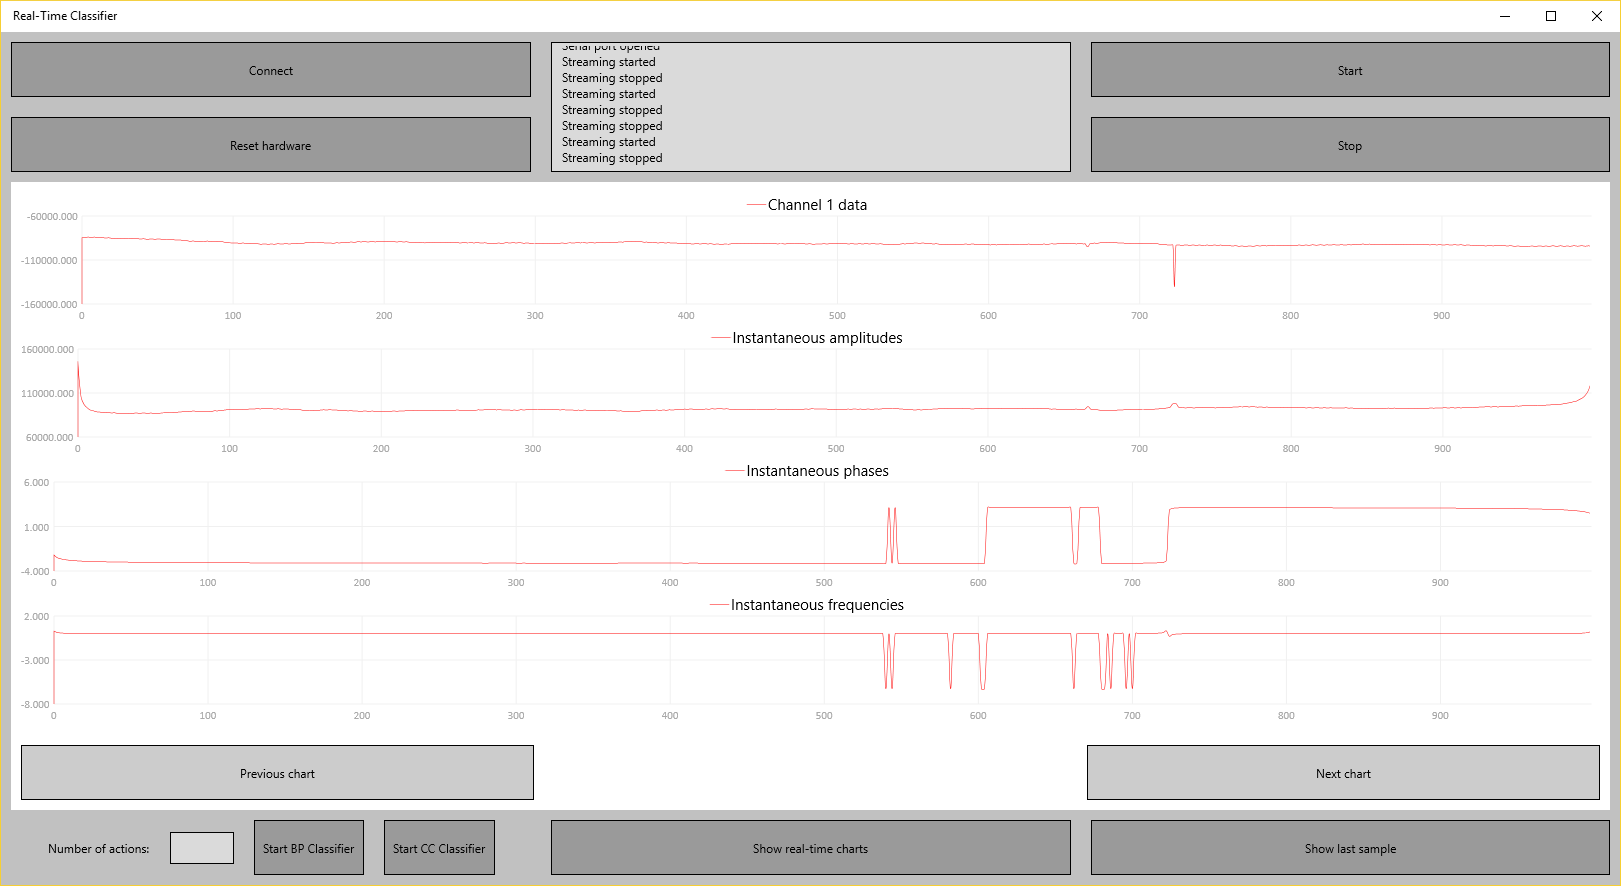 Real-Time Classifier
Connect
Reset hardware
Serial port opened
Streaming started
Streaming stopped
Streaming started
Streaming stopped
Streaming stopped
Streaming started
Streaming stopped
Start
Stop
Channel 1 data
-60000.000
-110000.000
-160000.000
0 100 200 300 400 500 600 700 800 900
Instantaneous amplitudes
160000.000
110000.000
60000.000
0 100 200 300 400 500 600 700 800 900
Instantaneous phases
6.000
1.000
-4.000
0 100 200 300 400 500 600 700 800 900
Instantaneous frequencies
2.000
-3.000
-8.000
0 100 200 300 400 500 600 700 800 900
Previous chart
Next chart
Number of actions:
Start BP Classifier
Start CC Classifier
Show real-time charts
Show last sample